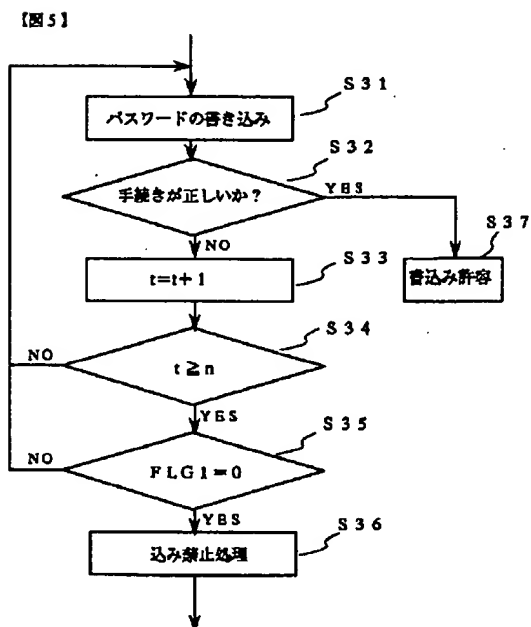 【図5】
S31
パスワードの書き込み
S32
手続きが正しいか?
YES
S37
NO
S33
t=t+1
書込み許容
S34
NO
t≧n
YES
S35
NO
FLG1=0
YES
S36
込み禁止処理